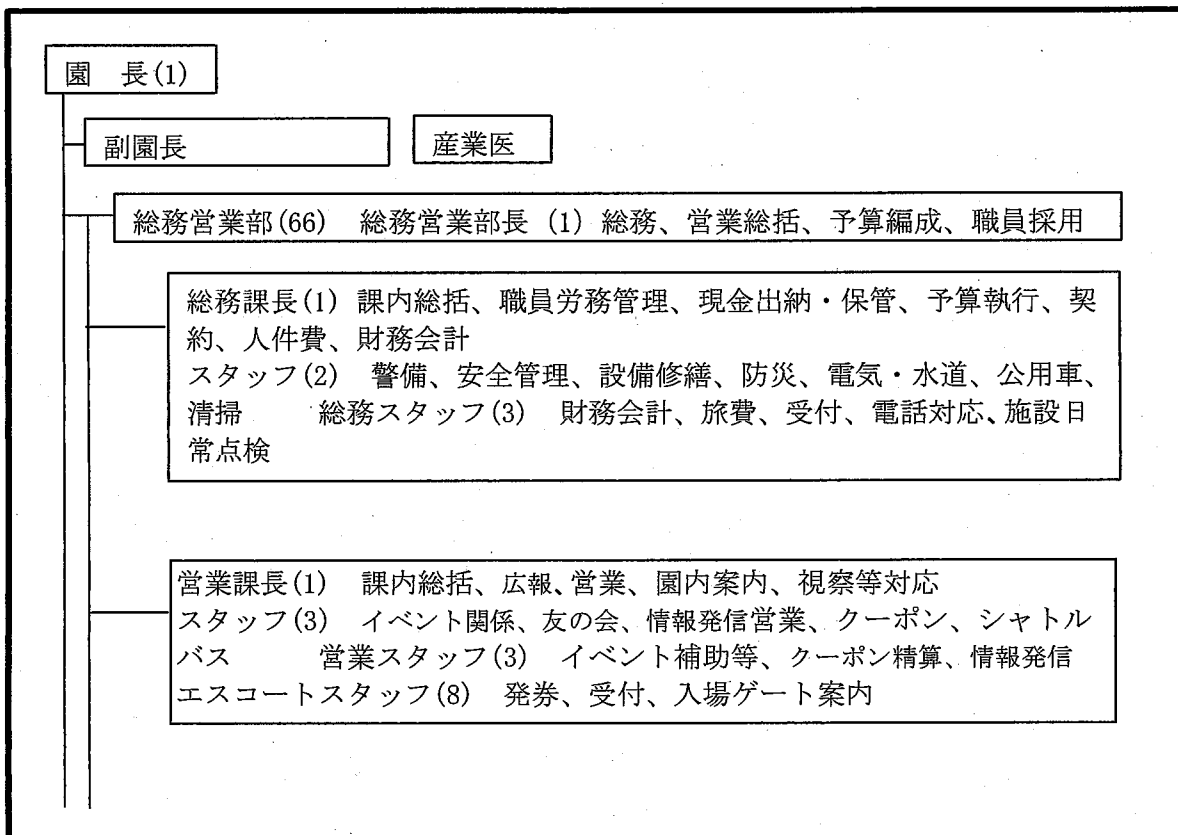 園　長(1)
副園長
産業医
総務営業部(66)　総務営業部長 (1) 総務、営業総括、予算編成、職員採用
総務課長(1) 課内総括、職員労務管理、現金出納・保管、予算執行、契
約、人件費、財務会計
スタッフ(2)　警備、安全管理、設備修繕、防災、電気・水道、公用車、
清掃　　　総務スタッフ(3)　財務会計、旅費、受付、電話対応、施設日
常点検
営業課長(1)　課内総括、広報、営業、園内案内、視察等対応
スタッフ(3)　イベント関係、友の会、情報発信営業、クーポン、シャトル
バス　　　営業スタッフ(3)　イベント補助等、クーポン精算、情報発信
エスコートスタッフ(8)　発券、受付、入場ゲート案内